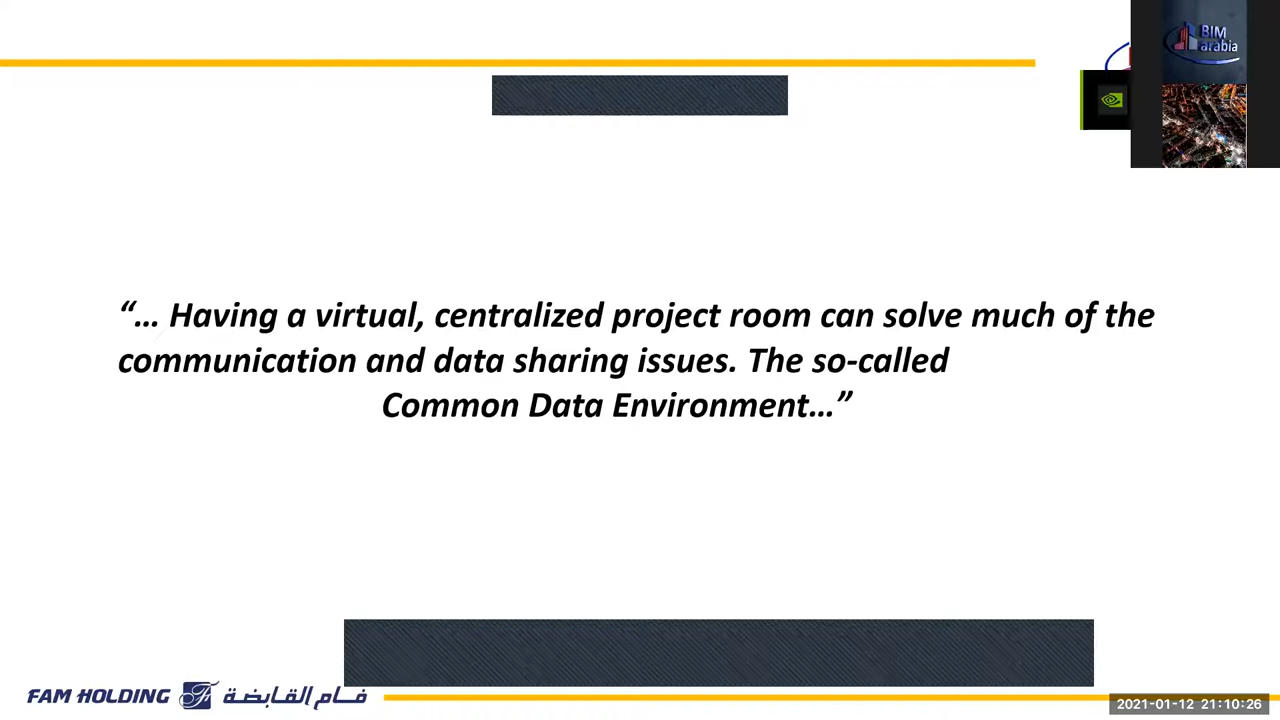 BIM
arabia
“… Having a virtual, centralized project room can solve much of the
communication and data sharing issues. The so-called
Common Data Environment…”
FAM HOLDING فـام القابضة
2021-01-12 21:10:26